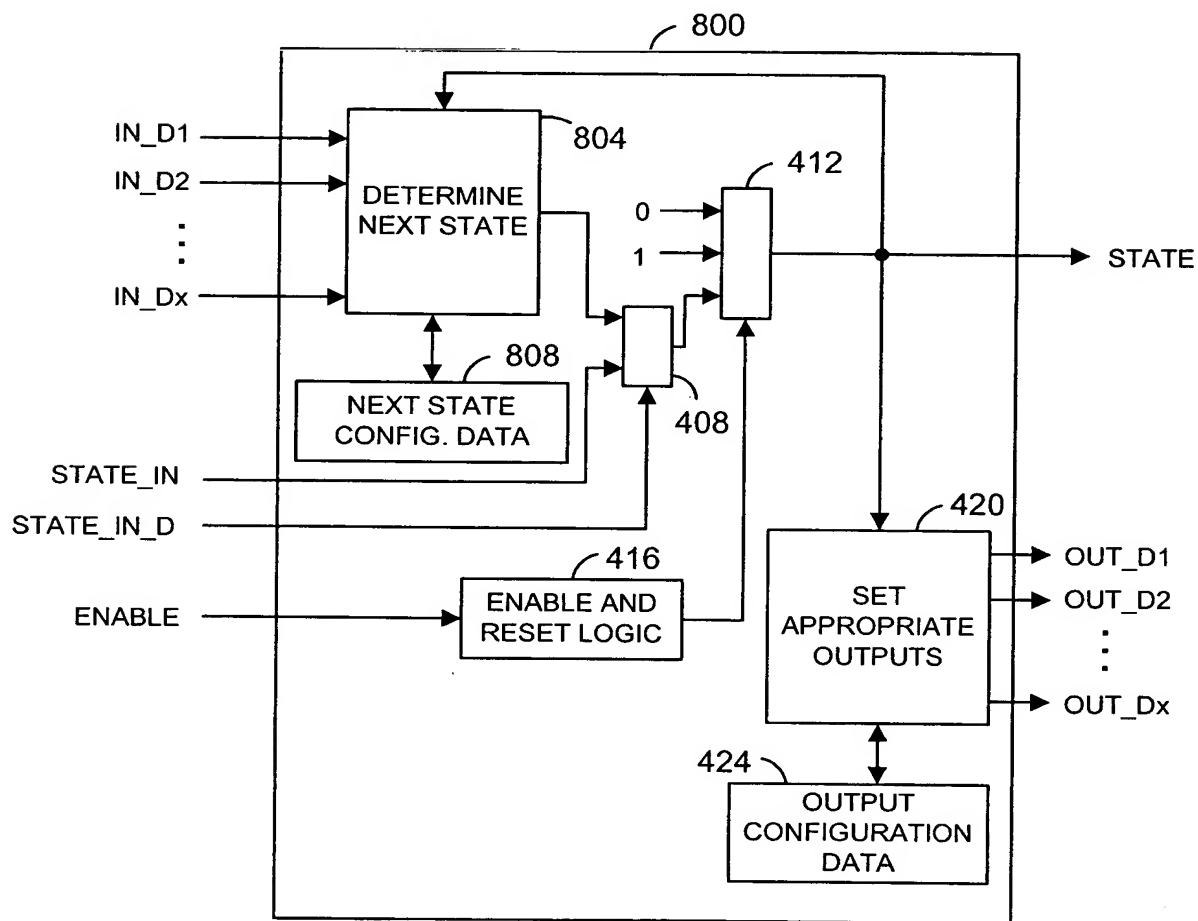 800
IN_D1
IN_D2
IN_Dx
804
DETERMINE
NEXT STATE
412
0
1
STATE
408
808
NEXT STATE
CONFIG. DATA
STATE_IN
STATE_IN_D
ENABLE
416
ENABLE AND
RESET LOGIC
420
SET
APPROPRIATE
OUTPUTS
OUT_D1
OUT_D2
OUT_Dx
424
OUTPUT
CONFIGURATION
DATA